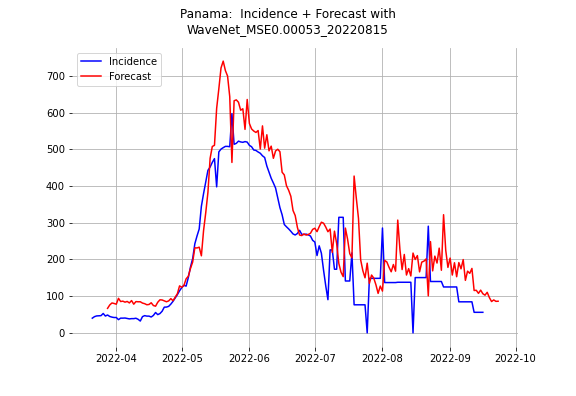 Panama:  Incidence + Forecast with
WaveNet_MSE0.00053_20220815
Incidence
Forecast
700
600
500
400
300
200
100
0
2022-04 2022-05 2022-06 2022-07 2022-08 2022-09 2022-10